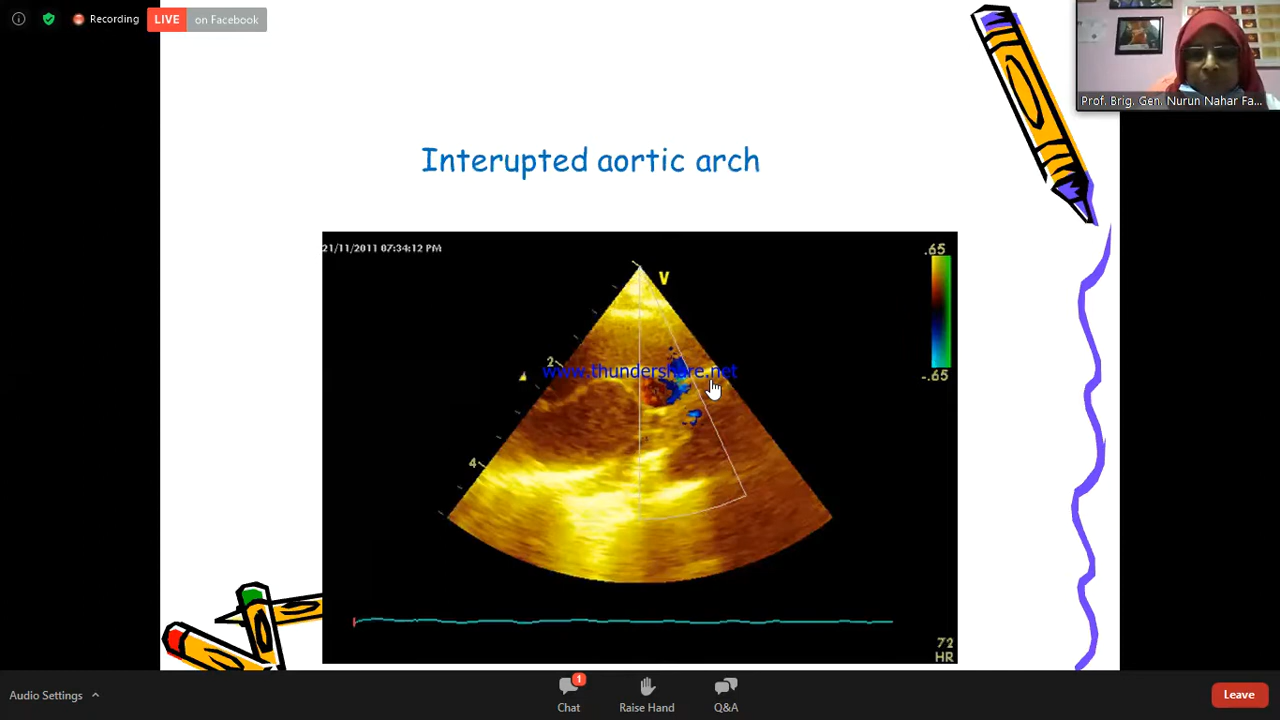 Recording
LIVE on Facebook
Prof. Brig. Gen. Nurun Nahar Fa...
Interupted aortic arch
21/11/2011 07:34:12 PM
.65
V
2
www.thundershare.net
-.65
4
72
HR
Audio Settings
1
Chat
Raise Hand
Q&A
Leave